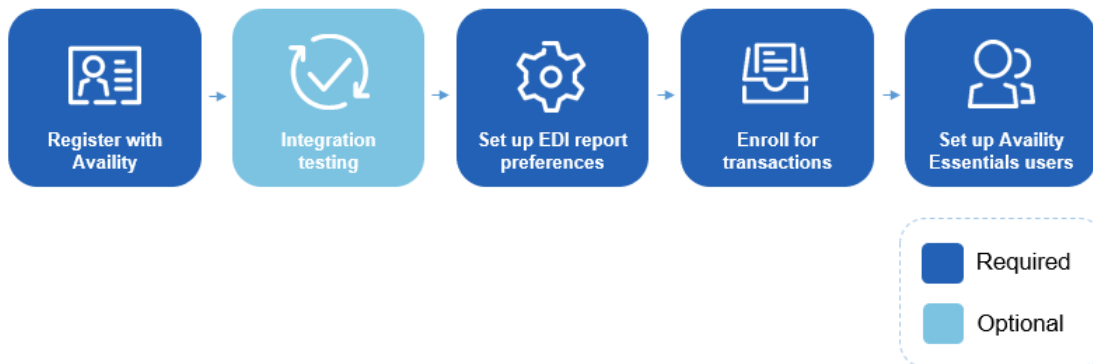 Register with
Availity
Integration
testing
Set up EDI report
preferences
Enroll for
transactions
Set up Availity
Essentials users
Required
Optional